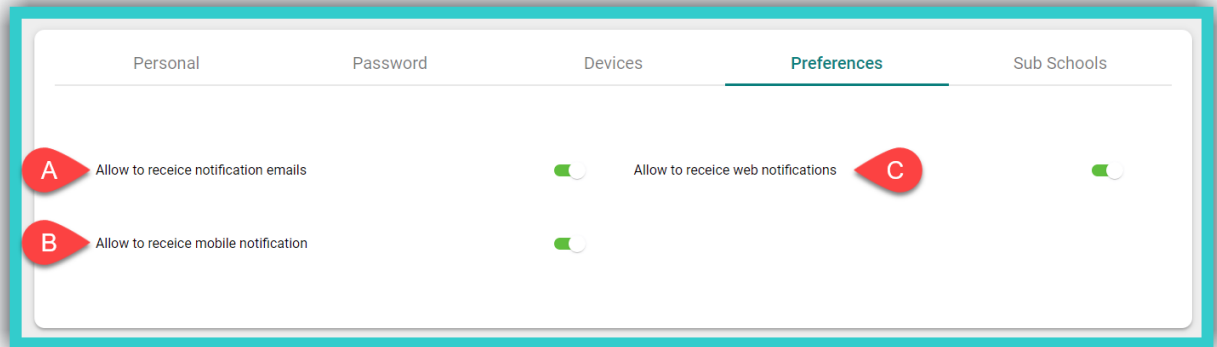 Personal Password Devices Preferences Sub Schools
A Allow to receice notification emails
Allow to receice web notifications C
B Allow to receice mobile notification